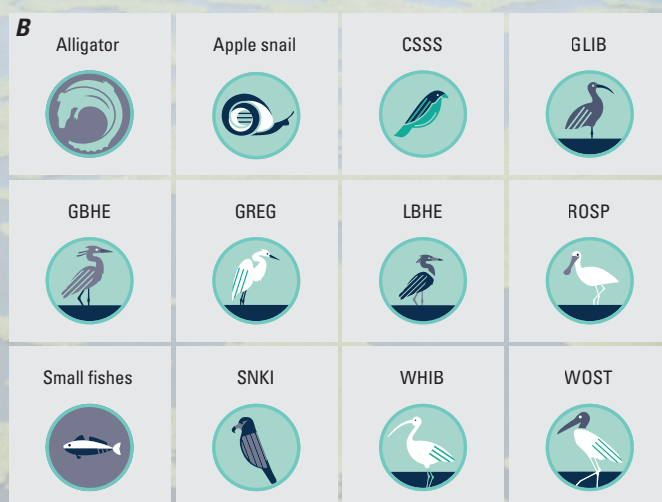 B
Alligator
Apple snail
CSSS
GLIB
GBHE
GREG
LBHE
ROSP
Small fishes
SNKI
WHIB
WOST